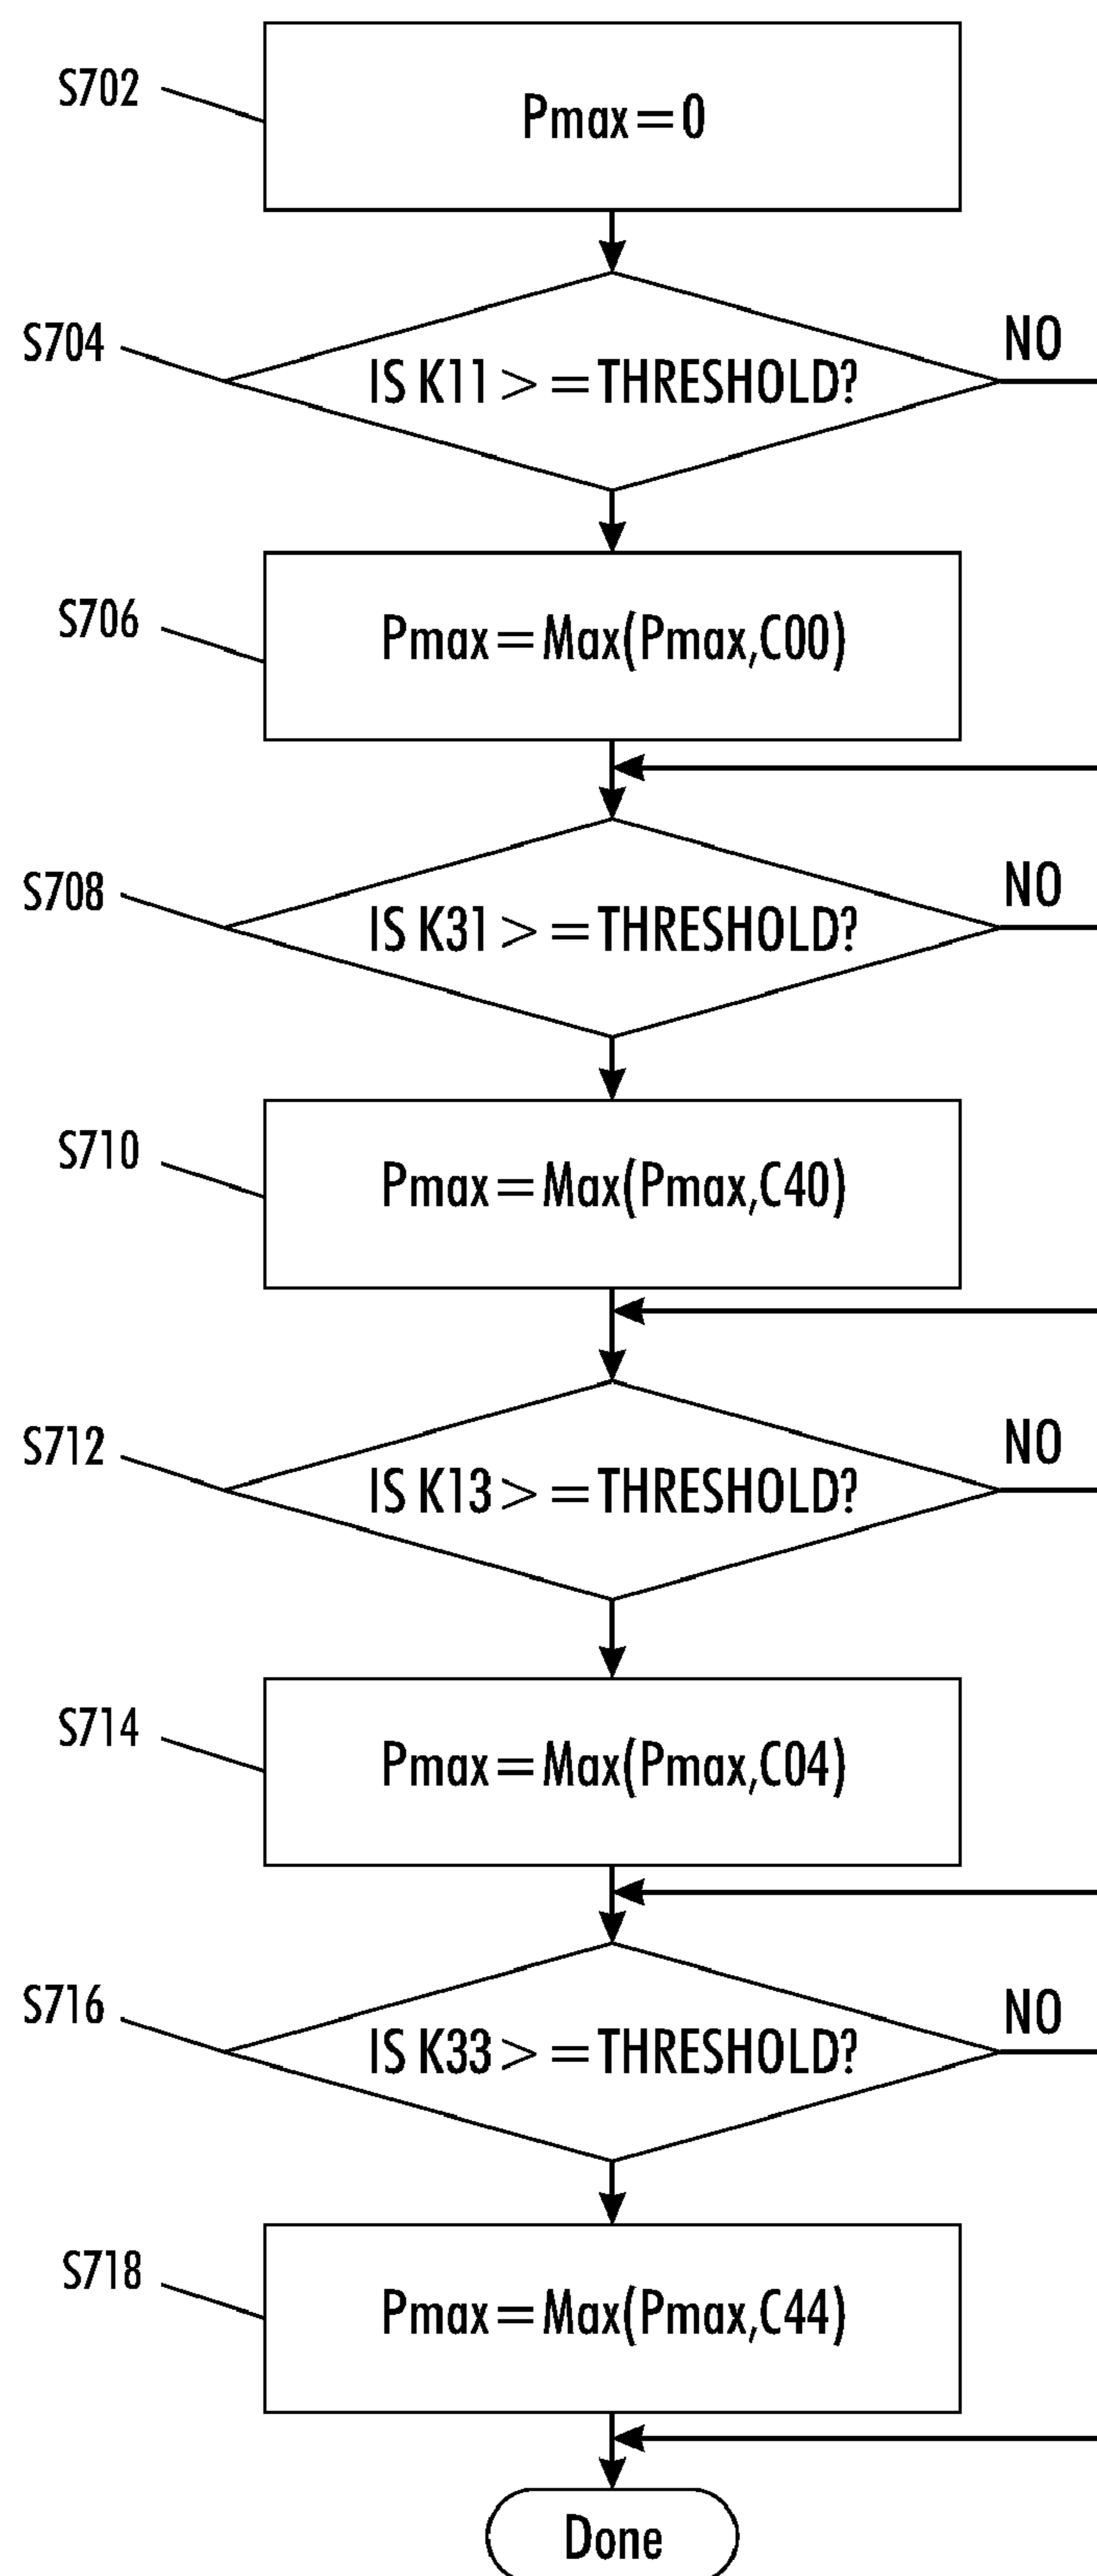 S702
Pmax=0
S704
IS K11 >=THRESHOLD?
NO
S706
Pmax=Max(Pmax,C00)
S708
IS K31 >=THRESHOLD?
NO
S710
Pmax=Max(Pmax,C40)
S712
IS K13 >=THRESHOLD?
NO
S714
Pmax=Max(Pmax,C04)
S716
IS K33 >=THRESHOLD?
NO
S718
Pmax=Max(Pmax,C44)
Done